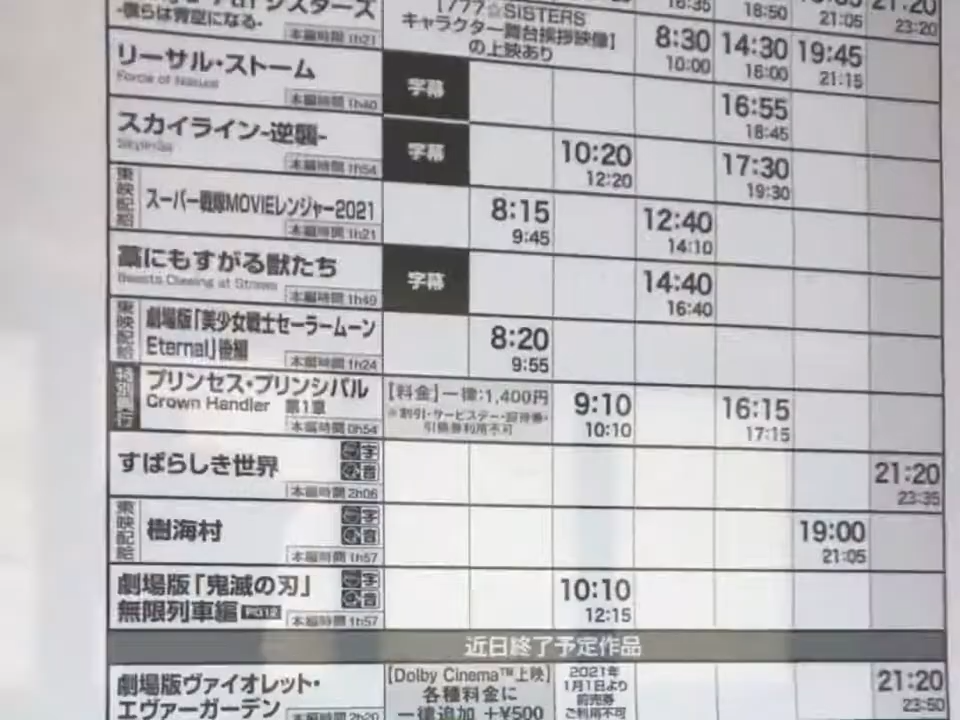 シスターズ
-僕らは青空になる-
本編時間 1h21
【777☆SISTERS
キャラクター舞台挨拶映像】
の上映あり
16:35
18:50
21:05
21:20
23:20
8:30
10:00
14:30
16:00
19:45
21:15
リーサル・ストーム
Force of Nature
本編時間 1h40
字幕
16:55
18:45
スカイライン-逆襲-
本編時間 1h54
字幕
10:20
12:20
17:30
19:30
東映配給
スーパー戦隊MOVIEレンジャー2021
本編時間 1h21
8:15
9:45
12:40
14:10
藁にもすがる獣たち
Beasts Clawing at Straws
本編時間 1h49
字幕
14:40
16:40
東映配給
劇場版「美少女戦士セーラームーン
Eternal」後編
本編時間 1h24
8:20
9:55
プリンセス・プリンシパル
Crown Handler 第1章
本編時間 0h54
【料金】一律:1,400円
※割引・サービスデー・招待券・
引換券利用不可
9:10
10:10
16:15
17:15
すばらしき世界
字
音
本編時間 2h06
21:20
23:35
東映配給
樹海村
字
音
本編時間 1h57
19:00
21:05
劇場版「鬼滅の刃」
無限列車編 PG12
字
音
本編時間 1h57
10:10
12:15
近日終了予定作品
劇場版ヴァイオレット・
エヴァーガーデン
本編時間 2h20
【Dolby Cinema™上映】
各種料金に
一律追加 +¥500
2021年
1月1日より
前売券
ご利用不可
21:20
23:50